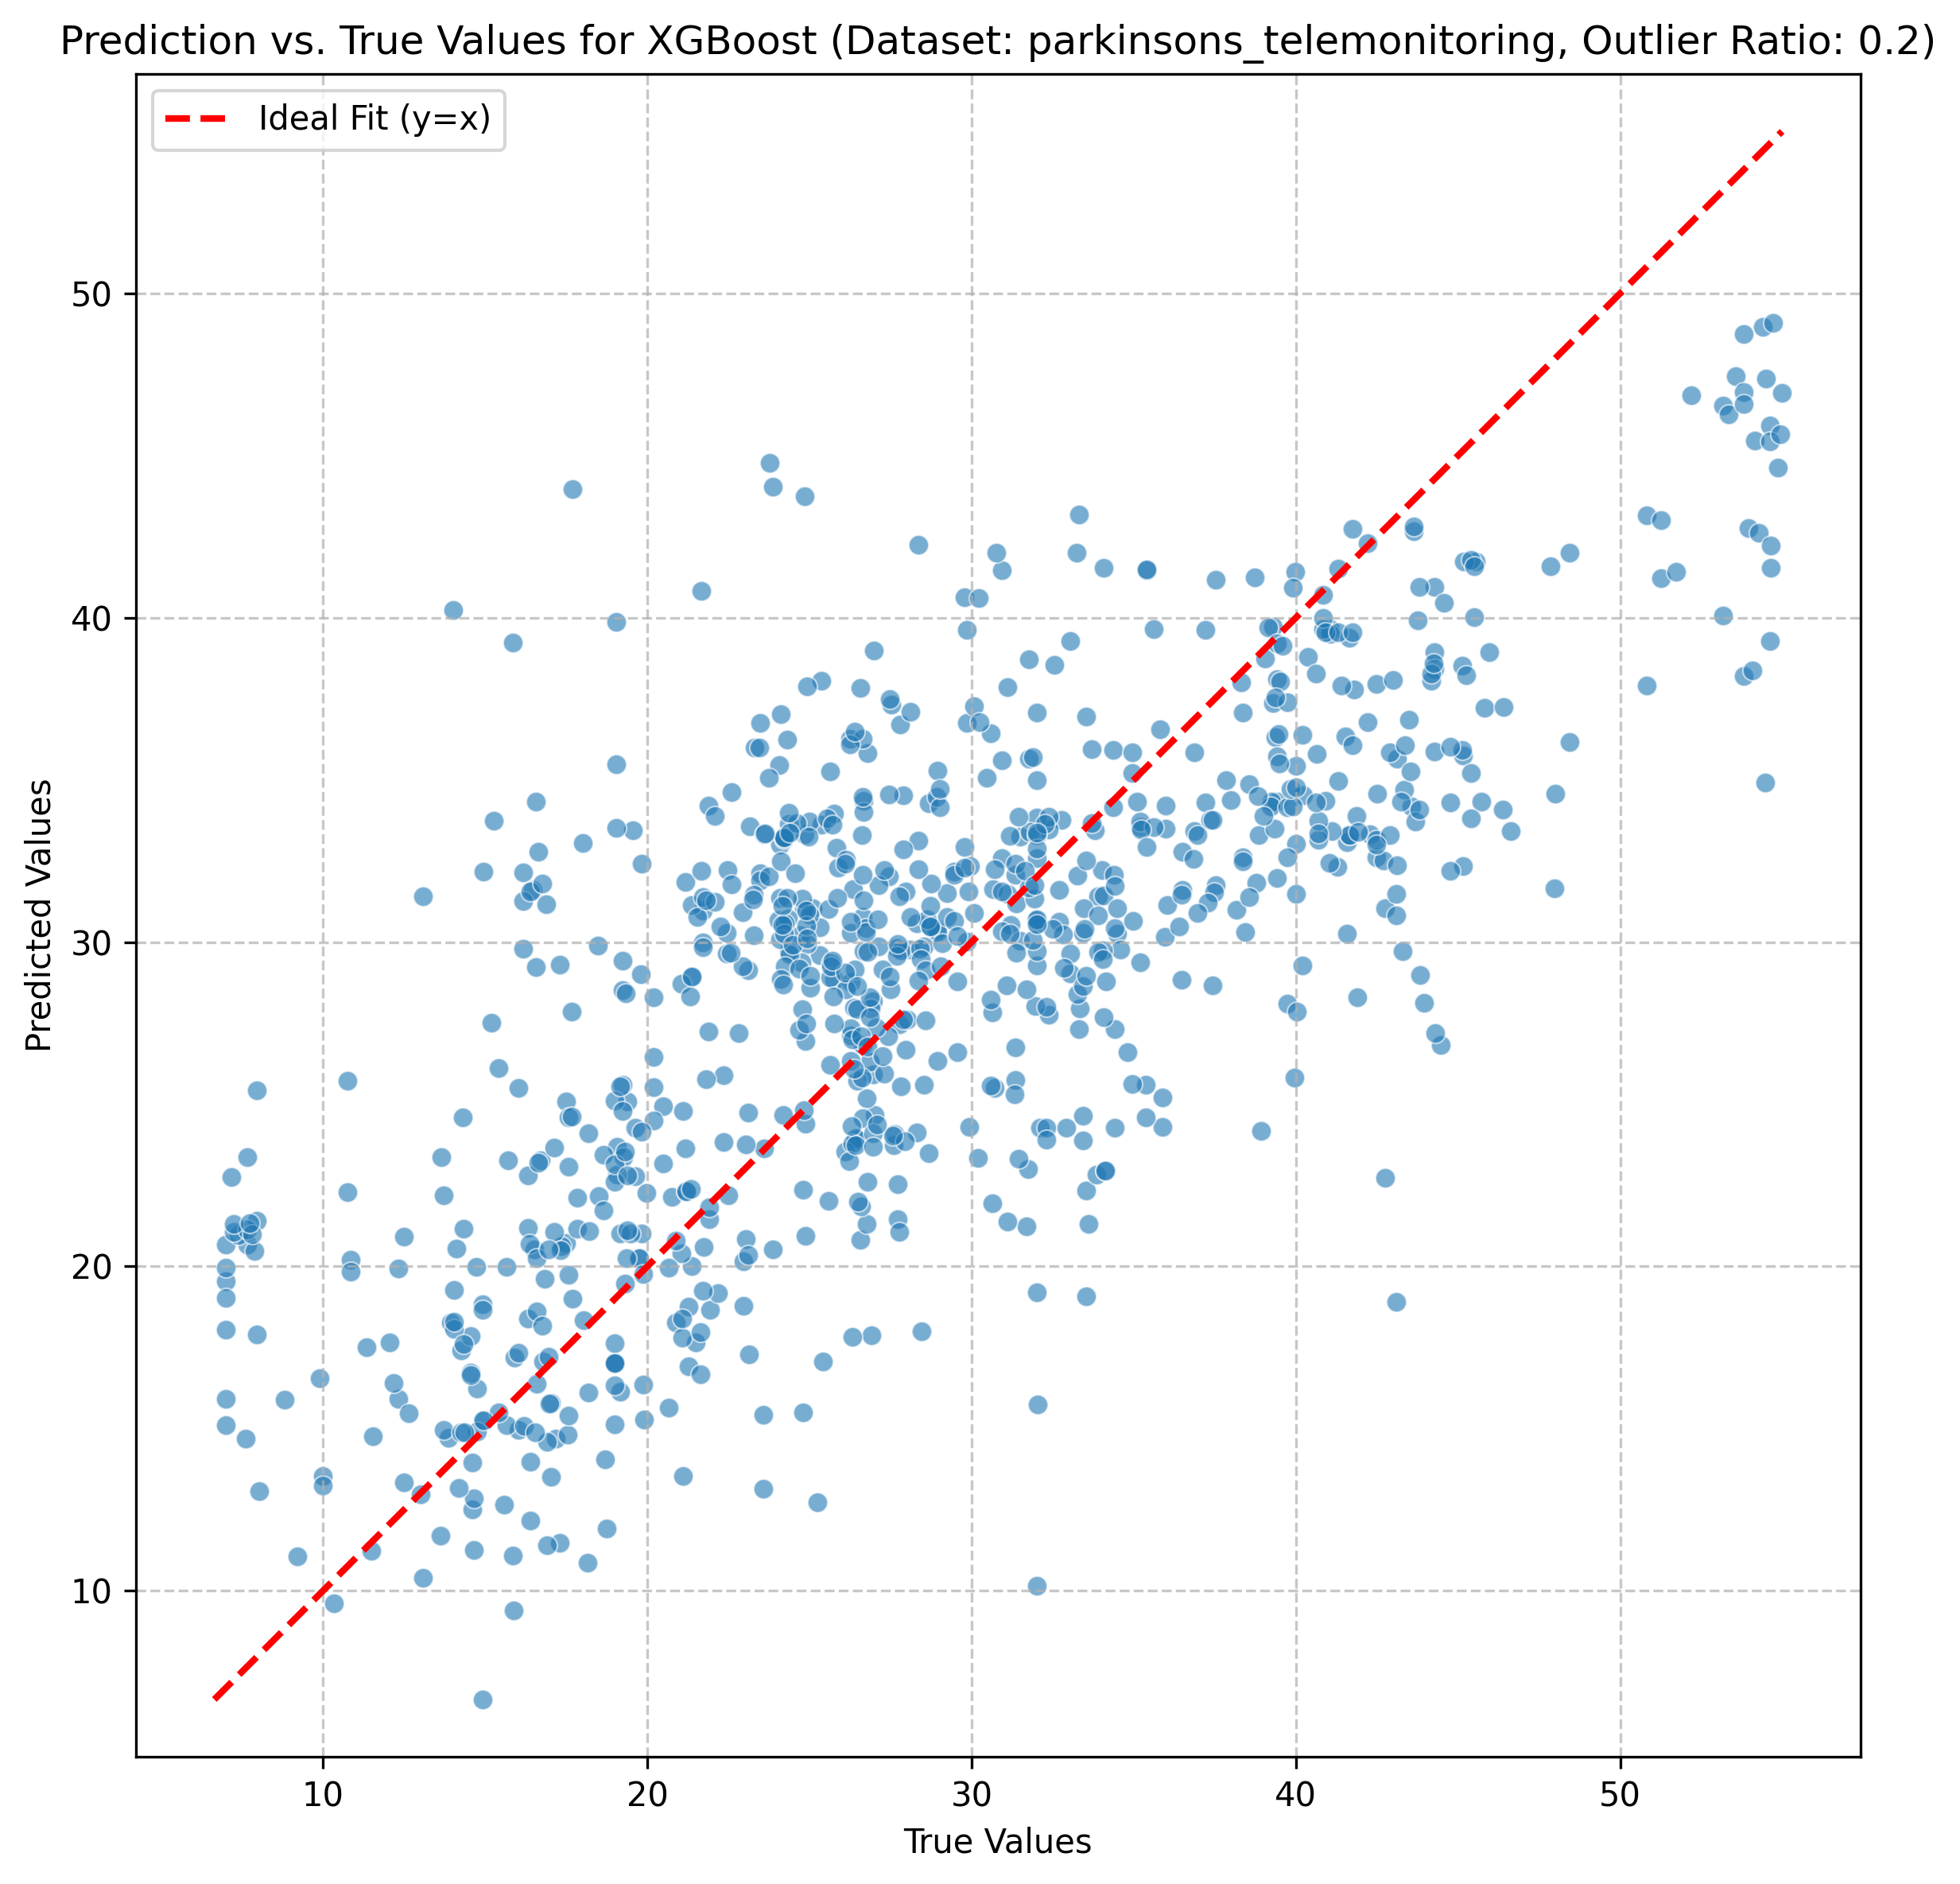 Prediction vs. True Values for XGBoost (Dataset: parkinsons_telemonitoring, Outlier Ratio: 0.2)
Ideal Fit (y=x)
50
40
30
20
10
Predicted Values
10 20 30 40 50
True Values